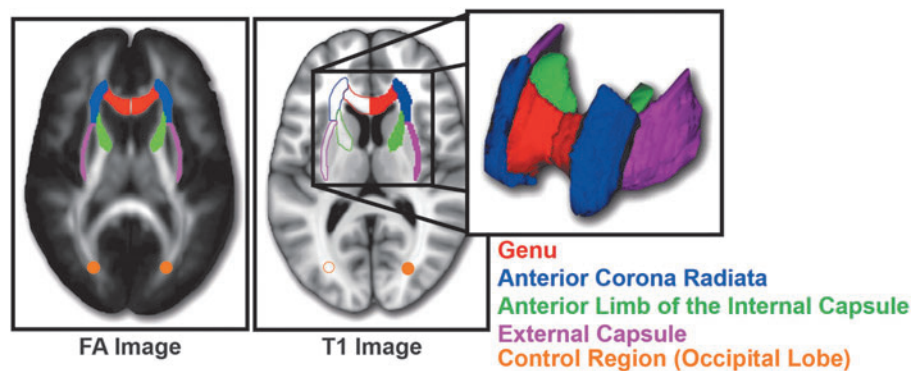 FA Image
T1 Image
Genu
Anterior Corona Radiata
Anterior Limb of the Internal Capsule
External Capsule
Control Region (Occipital Lobe)